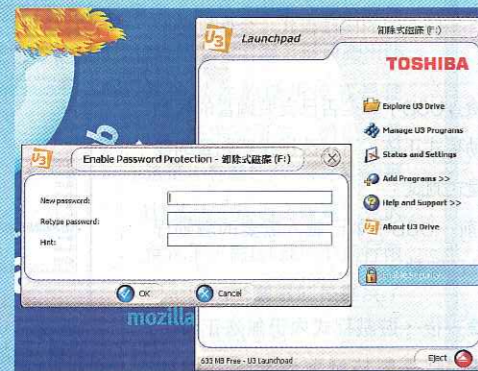 U3 Launchpad
卸除式磁碟 (F:)
TOSHIBA
Explore U3 Drive
Manage U3 Programs
Status and Settings
Add Programs >>
Help and Support >>
About U3 Drive
U3 Enable Password Protection - 卸除式磁碟 (F:)
New password:
Retype password:
Hint:
OK Cancel
mozilla
633 MB Free - U3 Launchpad
Eject